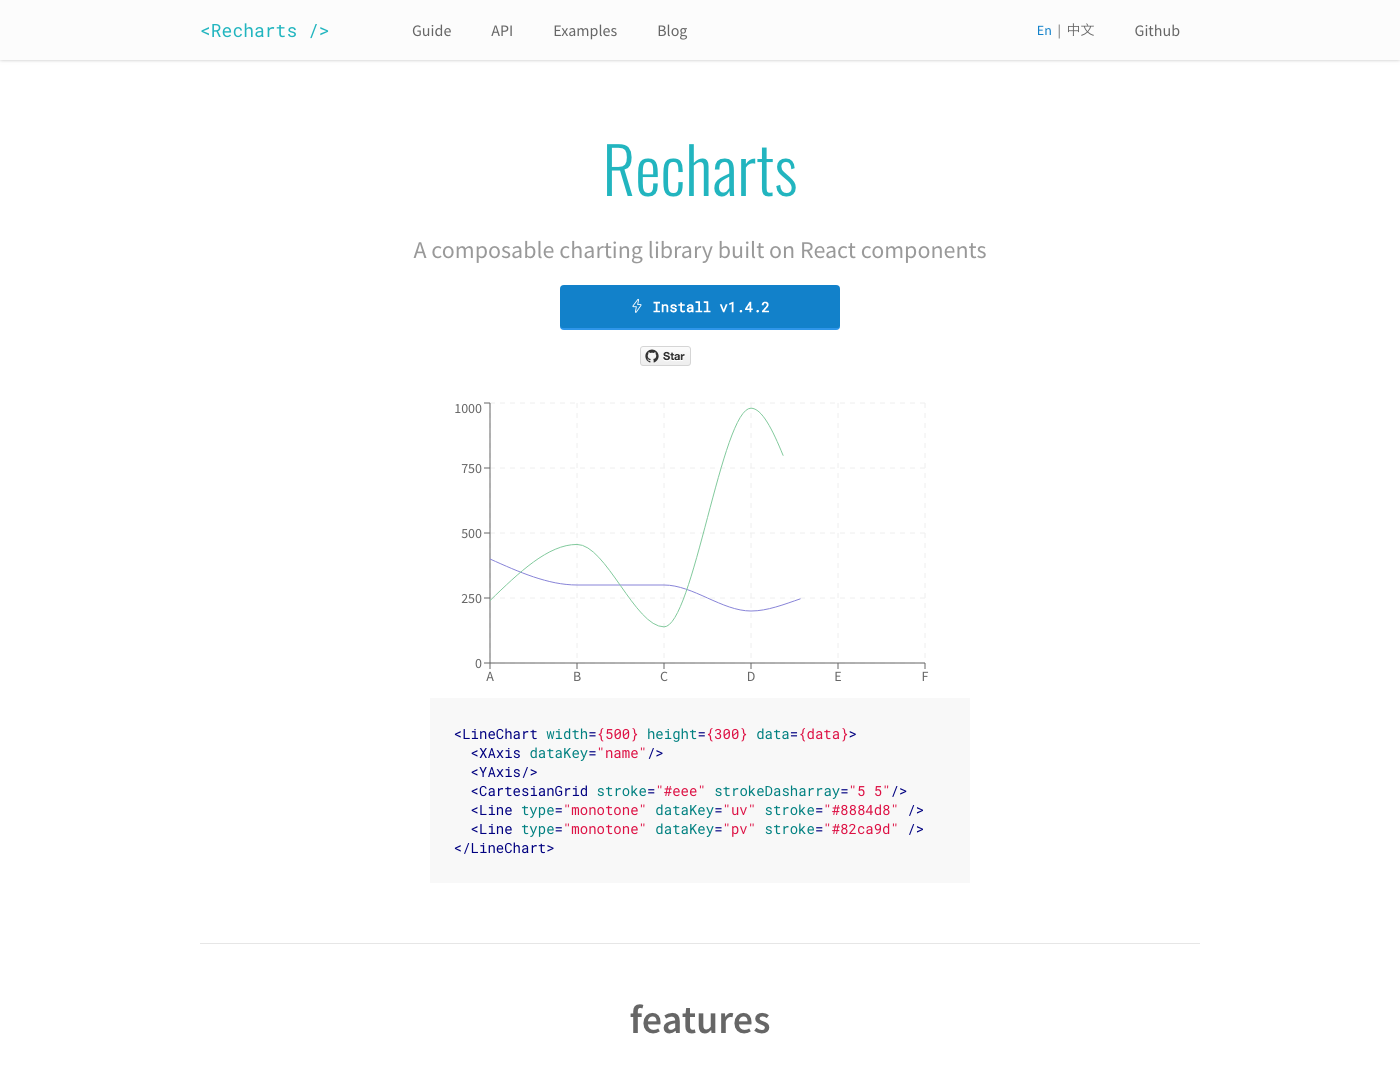 <Recharts /> Guide API Examples Blog En | 中文 Github
Recharts
A composable charting library built on React components
Install v1.4.2
Star
1000
750
500
250
0
A B C D E F
<LineChart width={500} height={300} data={data}>
  <XAxis dataKey="name"/>
  <YAxis/>
  <CartesianGrid stroke="#eee" strokeDasharray="5 5"/>
  <Line type="monotone" dataKey="uv" stroke="#8884d8" />
  <Line type="monotone" dataKey="pv" stroke="#82ca9d" />
</LineChart>
features